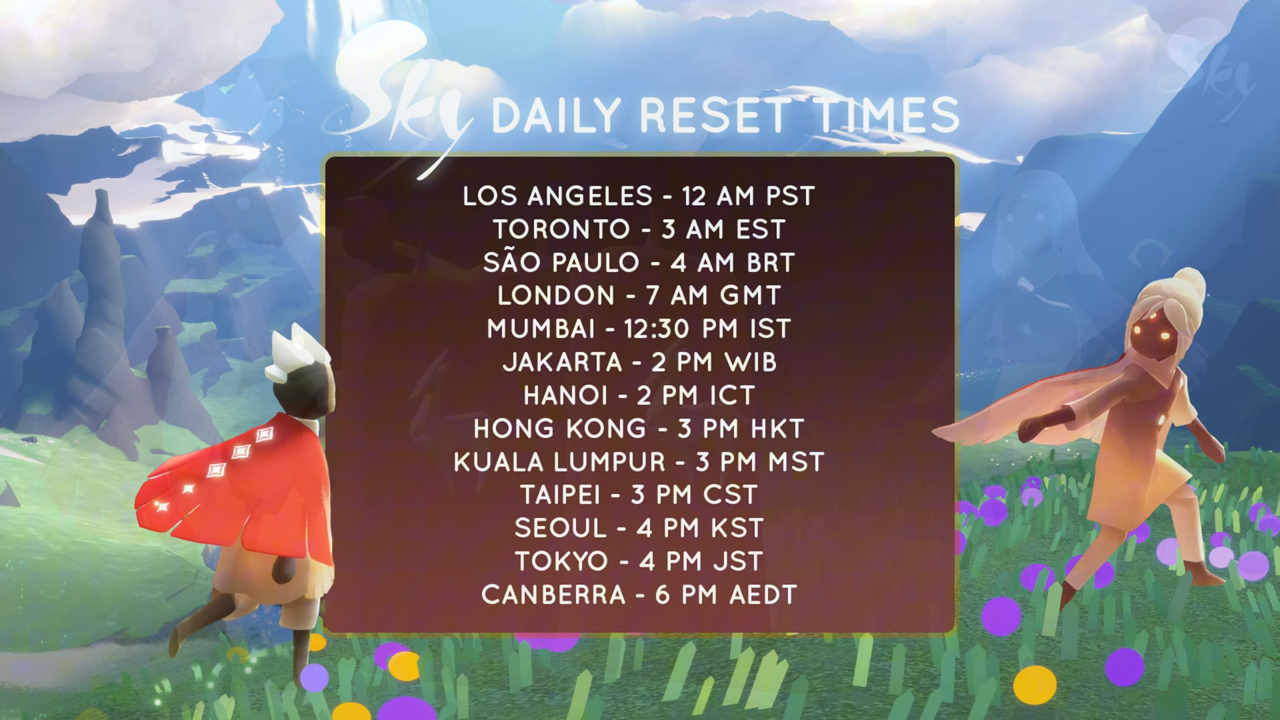 Sky DAILY RESET TIMES
Sky
LOS ANGELES - 12 AM PST
TORONTO - 3 AM EST
SÃO PAULO - 4 AM BRT
LONDON - 7 AM GMT
MUMBAI - 12:30 PM IST
JAKARTA - 2 PM WIB
HANOI - 2 PM ICT
HONG KONG - 3 PM HKT
KUALA LUMPUR - 3 PM MST
TAIPEI - 3 PM CST
SEOUL - 4 PM KST
TOKYO - 4 PM JST
CANBERRA - 6 PM AEDT